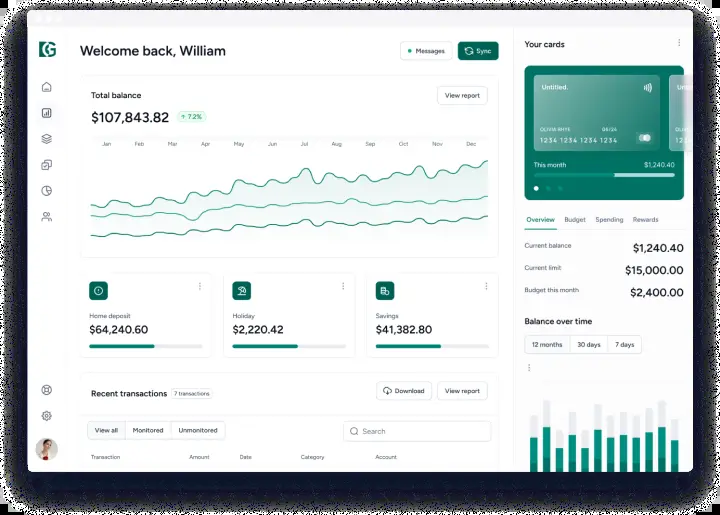 Welcome back, William
Messages
Sync
Total balance
$107,843.82
7.2%
View report
Jan Feb Mar Apr May Jun Jul Aug Sep Oct Nov Dec
Home deposit
$64,240.60
Holiday
$2,220.42
Savings
$41,382.80
Recent transactions
7 transactions
Download
View report
View all Monitored Unmonitored
Search
Transaction Amount Date Category Account
Your cards
Untitled.
OLIVIA RHYE 06/24
1234 1234 1234 1234
This month $1,240.40
Overview Budget Spending Rewards
Current balance $1,240.40
Current limit $15,000.00
Budget this month $2,400.00
Balance over time
12 months 30 days 7 days